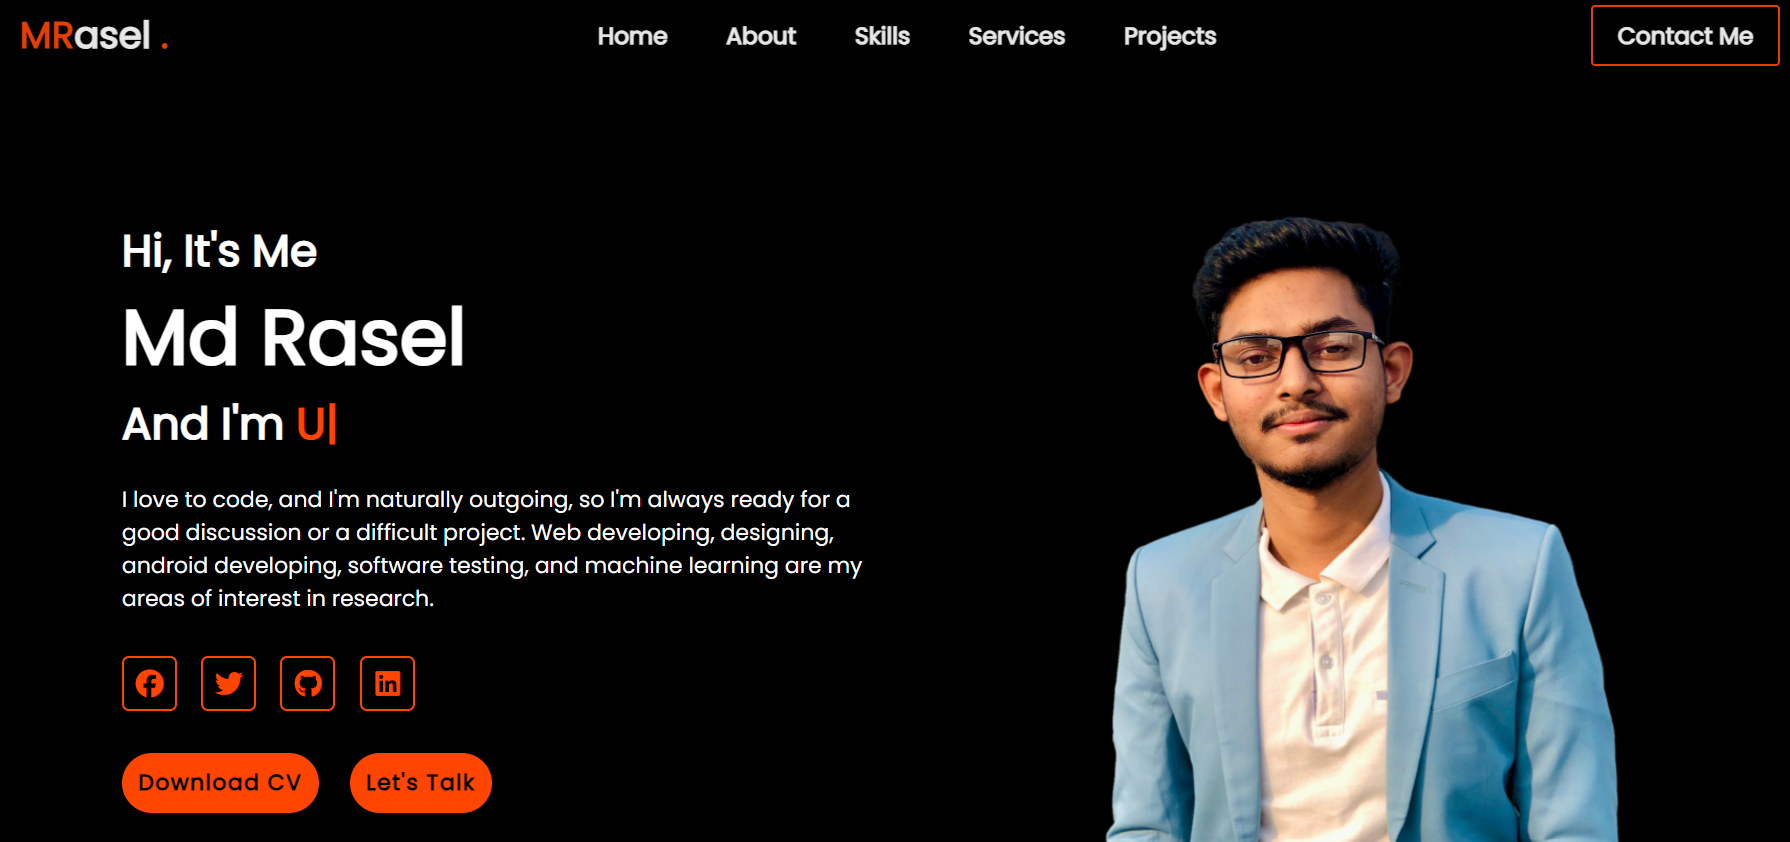 MRasel .
Home About Skills Services Projects
Contact Me
Hi, It's Me
Md Rasel
And I'm U|
I love to code, and I'm naturally outgoing, so I'm always ready for a
good discussion or a difficult project. Web developing, designing,
android developing, software testing, and machine learning are my
areas of interest in research.
Download CV
Let's Talk